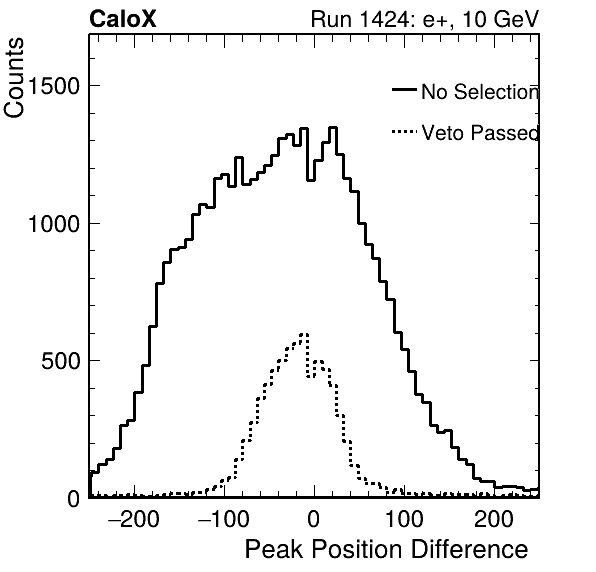 CaloX Run 1424: e+, 10 GeV
Counts
1500
No Selection
Veto Passed
1000
500
0
−200 −100 0 100 200
Peak Position Difference